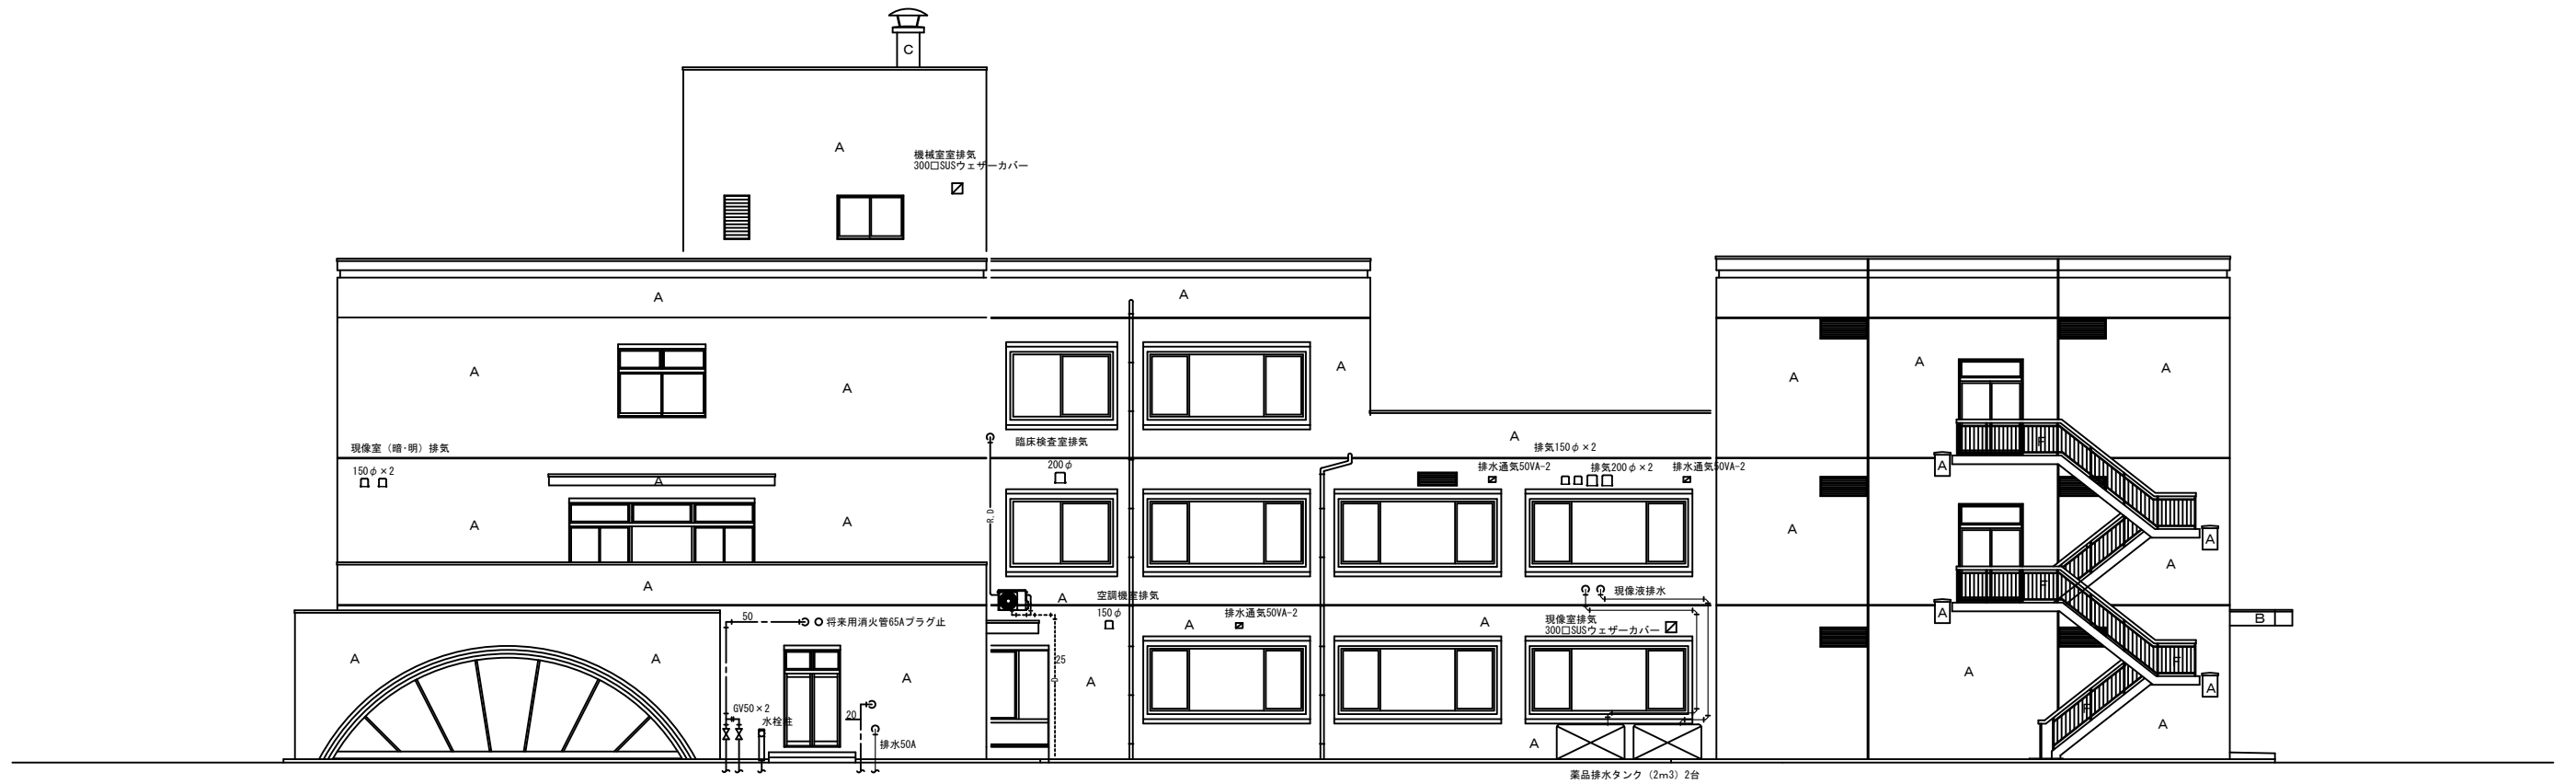 C
A
機械室室排気
300□SUSウェザーカバー
A
A
A
A
A
A
A
A
A
臨床検査室排気
現像室（暗・明）排気
150φ×2
A
200φ
排気150φ×2
排水通気50VA-2
排気200φ×2
排水通気50VA-2
A
F
A
A
A
R.D
A
A
A
A
A
空調機室排気
150φ
排水通気50VA-2
A
A
現像液排水
現像室排気
300□SUSウェザーカバー
F
A
B
50
将来用消火管65Aプラグ止
A
A
A
25
D
A
A
F
A
GV50×2
水栓柱
20
排水50A
A
F
A
薬品排水タンク（2m3）2台